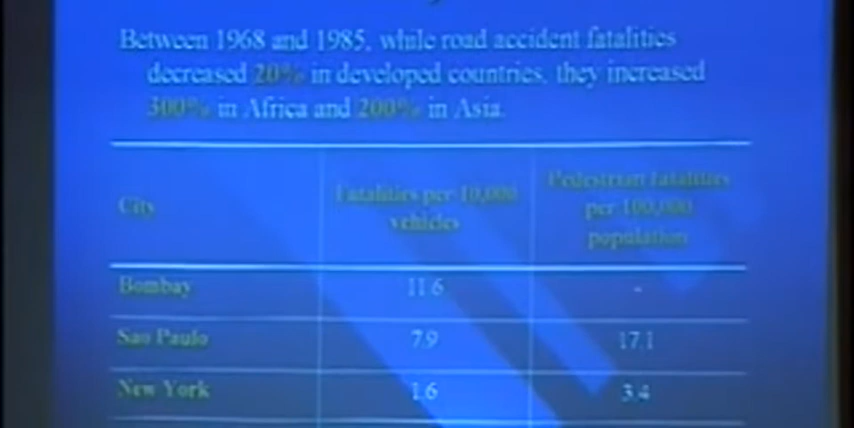 Between 1968 and 1985, while road accident fatalities
decreased 20% in developed countries, they increased
300% in Africa and 200% in Asia.
City
Fatalities per 10,000
vehicles
Pedestrian fatalities
per 100,000
population
Bombay 11.6 -
Sao Paulo 7.9 17.1
New York 1.6 3.4